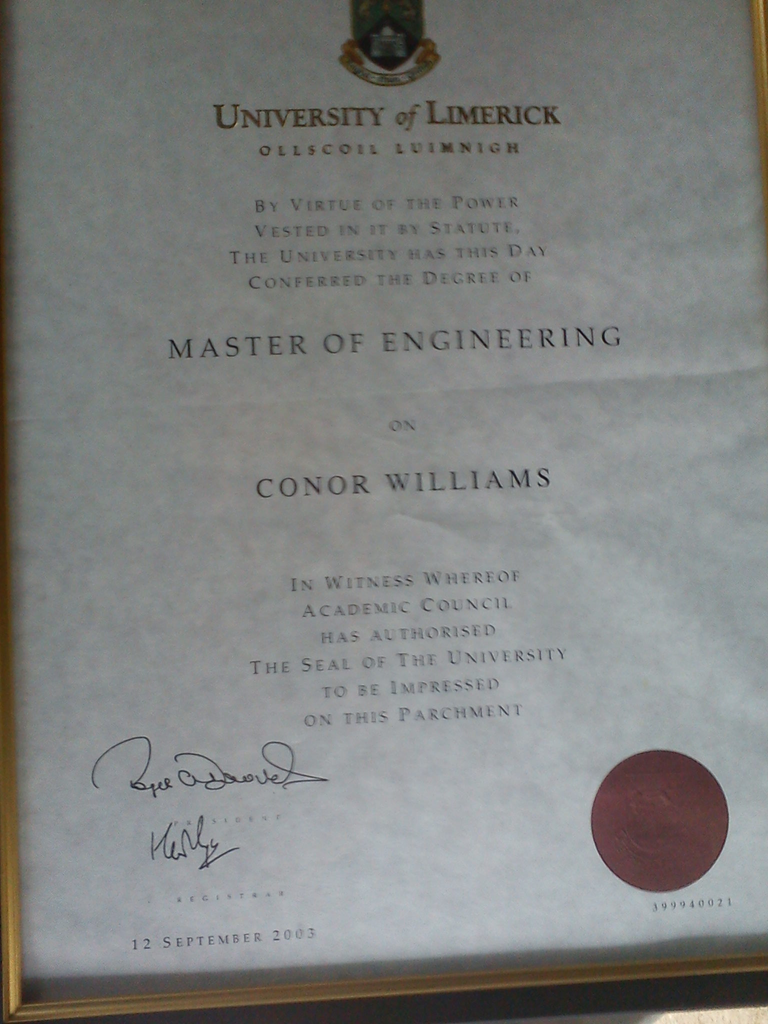 UNIVERSITY of LIMERICK
OLLSCOIL LUIMNIGH
BY VIRTUE OF THE POWER
VESTED IN IT BY STATUTE,
THE UNIVERSITY HAS THIS DAY
CONFERRED THE DEGREE OF
MASTER OF ENGINEERING
ON
CONOR WILLIAMS
IN WITNESS WHEREOF
ACADEMIC COUNCIL
HAS AUTHORISED
THE SEAL OF THE UNIVERSITY
TO BE IMPRESSED
ON THIS PARCHMENT
PRESIDENT
REGISTRAR
399940021
12 SEPTEMBER 2003